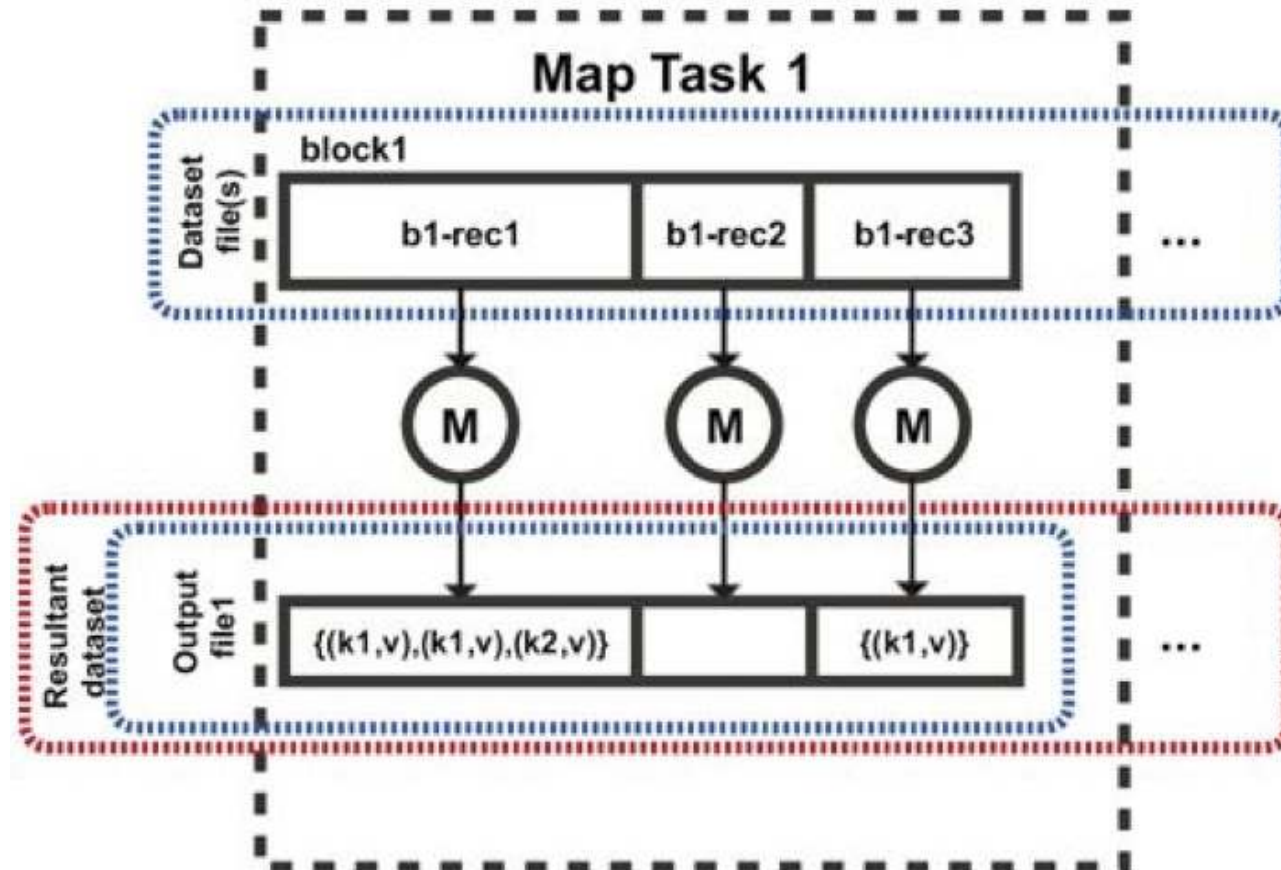 Map Task 1
Dataset
file(s)
block1
b1-rec1
b1-rec2
b1-rec3
...
M
M
M
Resultant
dataset
Output
file1
{(k1,v),(k1,v),(k2,v)}
{(k1,v)}
...